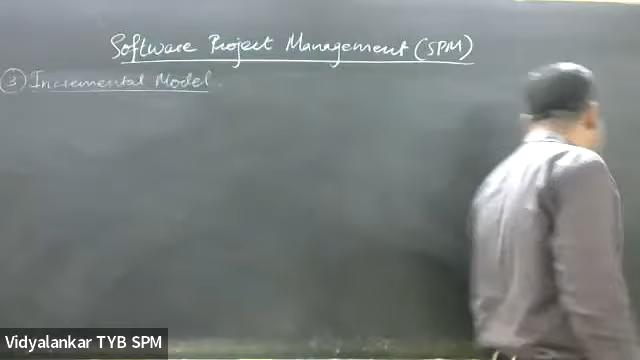 Software Project Management (SPM)
③ Incremental Model.
Vidyalankar TYB SPM